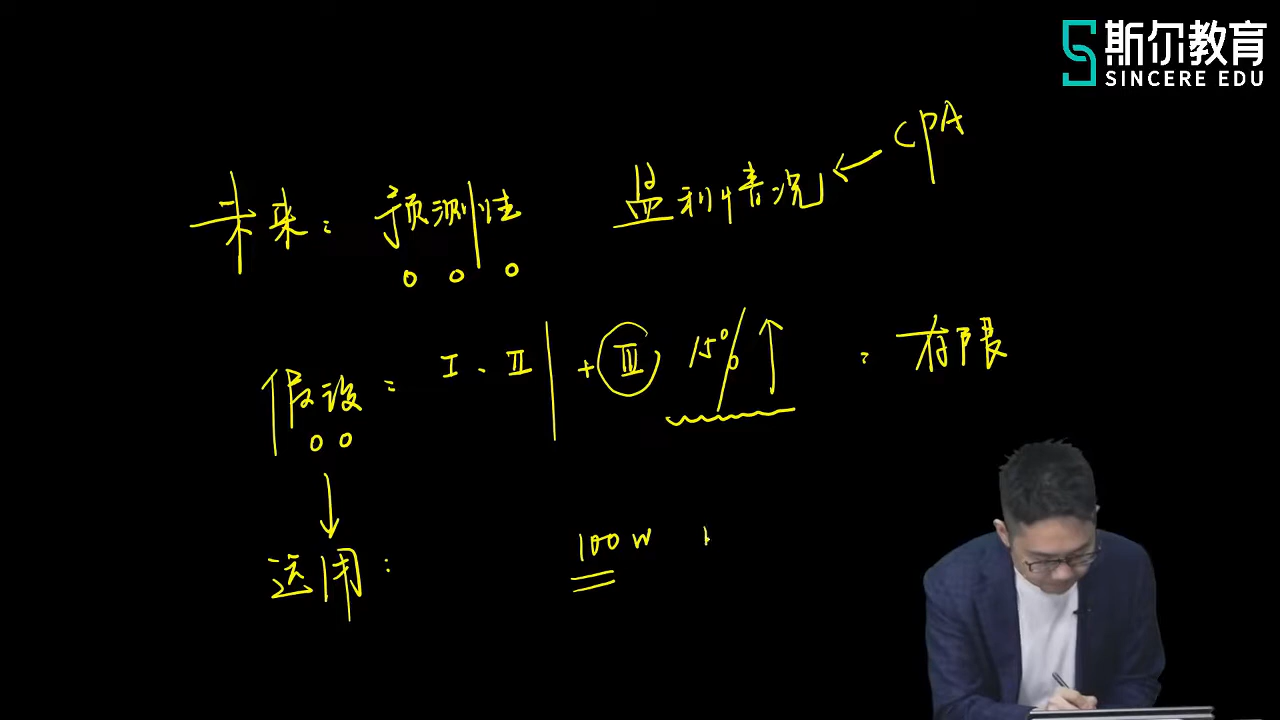 斯尔教育
SINCERE EDU
CPA
未来： 预测性 盈利情况
假设： I、II + III 15% ： 有限
运用： 100w